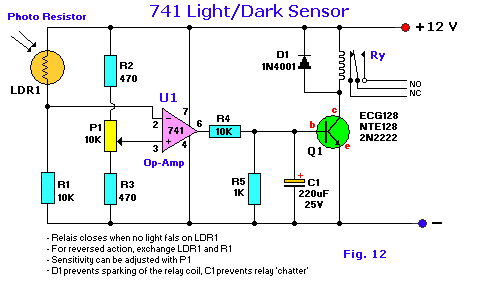 741 Light/Dark Sensor
Photo Resistor
+12 V
D1
1N4001
Ry
R2
470
LDR1
NO
NC
U1
P1
10K
7
2
741
6
3
4
R4
10K
ECG128
NTE128
2N2222
c
b
e
Q1
Op-Amp
R1
10K
R3
470
R5
1K
+
C1
220uF
25V
-
- Relais closes when no light fals on LDR1
- For reversed action, exchange LDR1 and R1
- Sensitivity can be adjusted with P1
- D1 prevents sparking of the relay coil, C1 prevents relay 'chatter'
Fig. 12